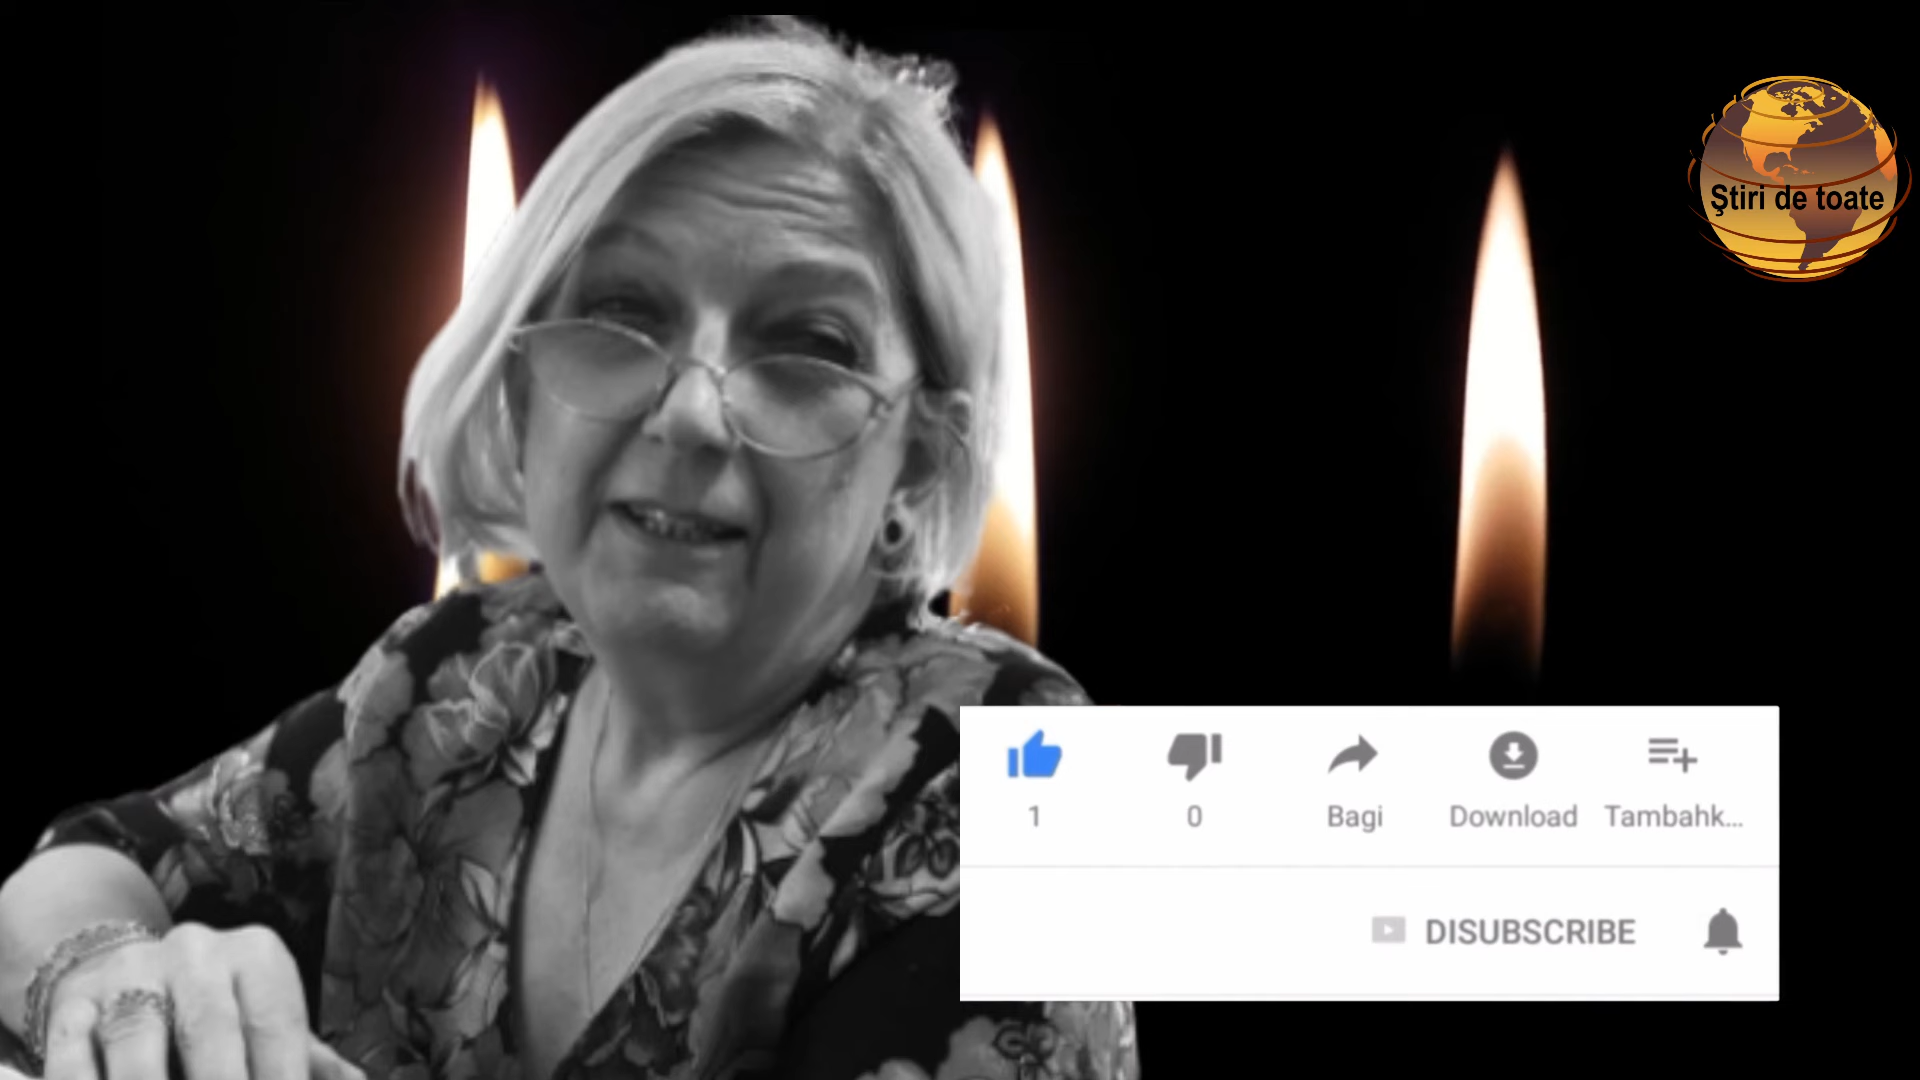 Ştiri de toate
1
0
Bagi
Download
Tambahk...
DISUBSCRIBE